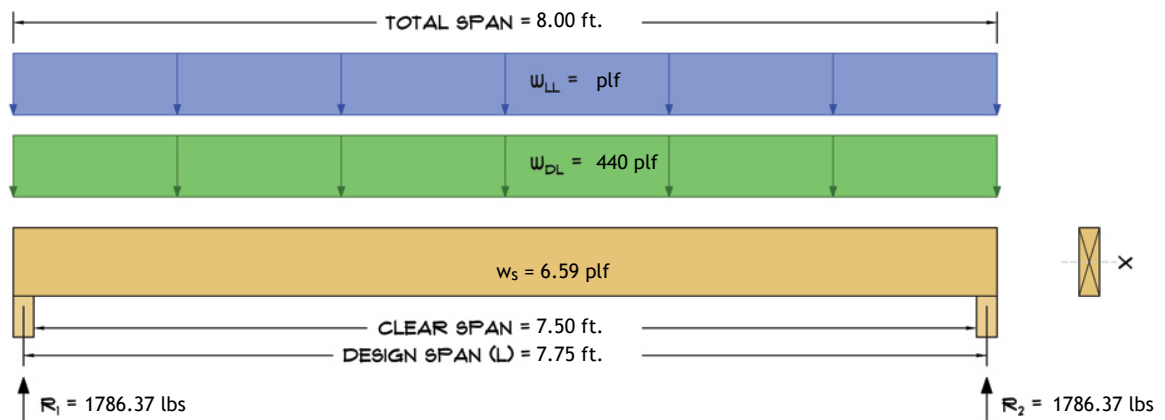 TOTAL SPAN = 8.00 ft.
WLL = plf
WDL = 440 plf
ws = 6.59 plf
X
CLEAR SPAN = 7.50 ft.
DESIGN SPAN (L) = 7.75 ft.
R1 = 1786.37 lbs
R2 = 1786.37 lbs